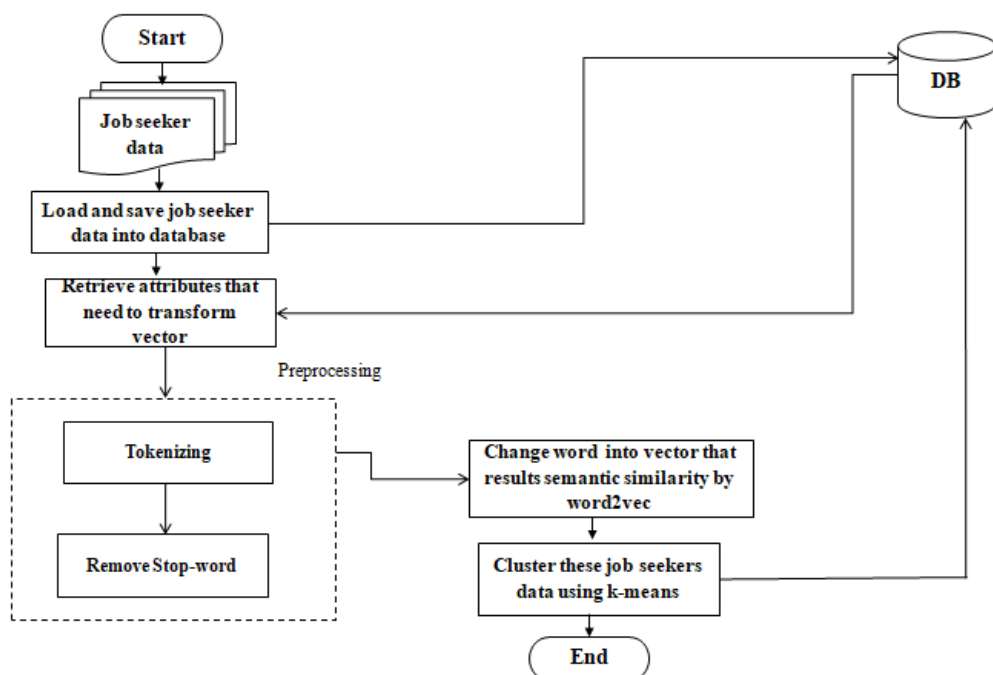 Start
DB
Job seeker
data
Load and save job seeker
data into database
Retrieve attributes that
need to transform
vector
Preprocessing
Tokenizing
Remove Stop-word
Change word into vector that
results semantic similarity by
word2vec
Cluster these job seekers
data using k-means
End